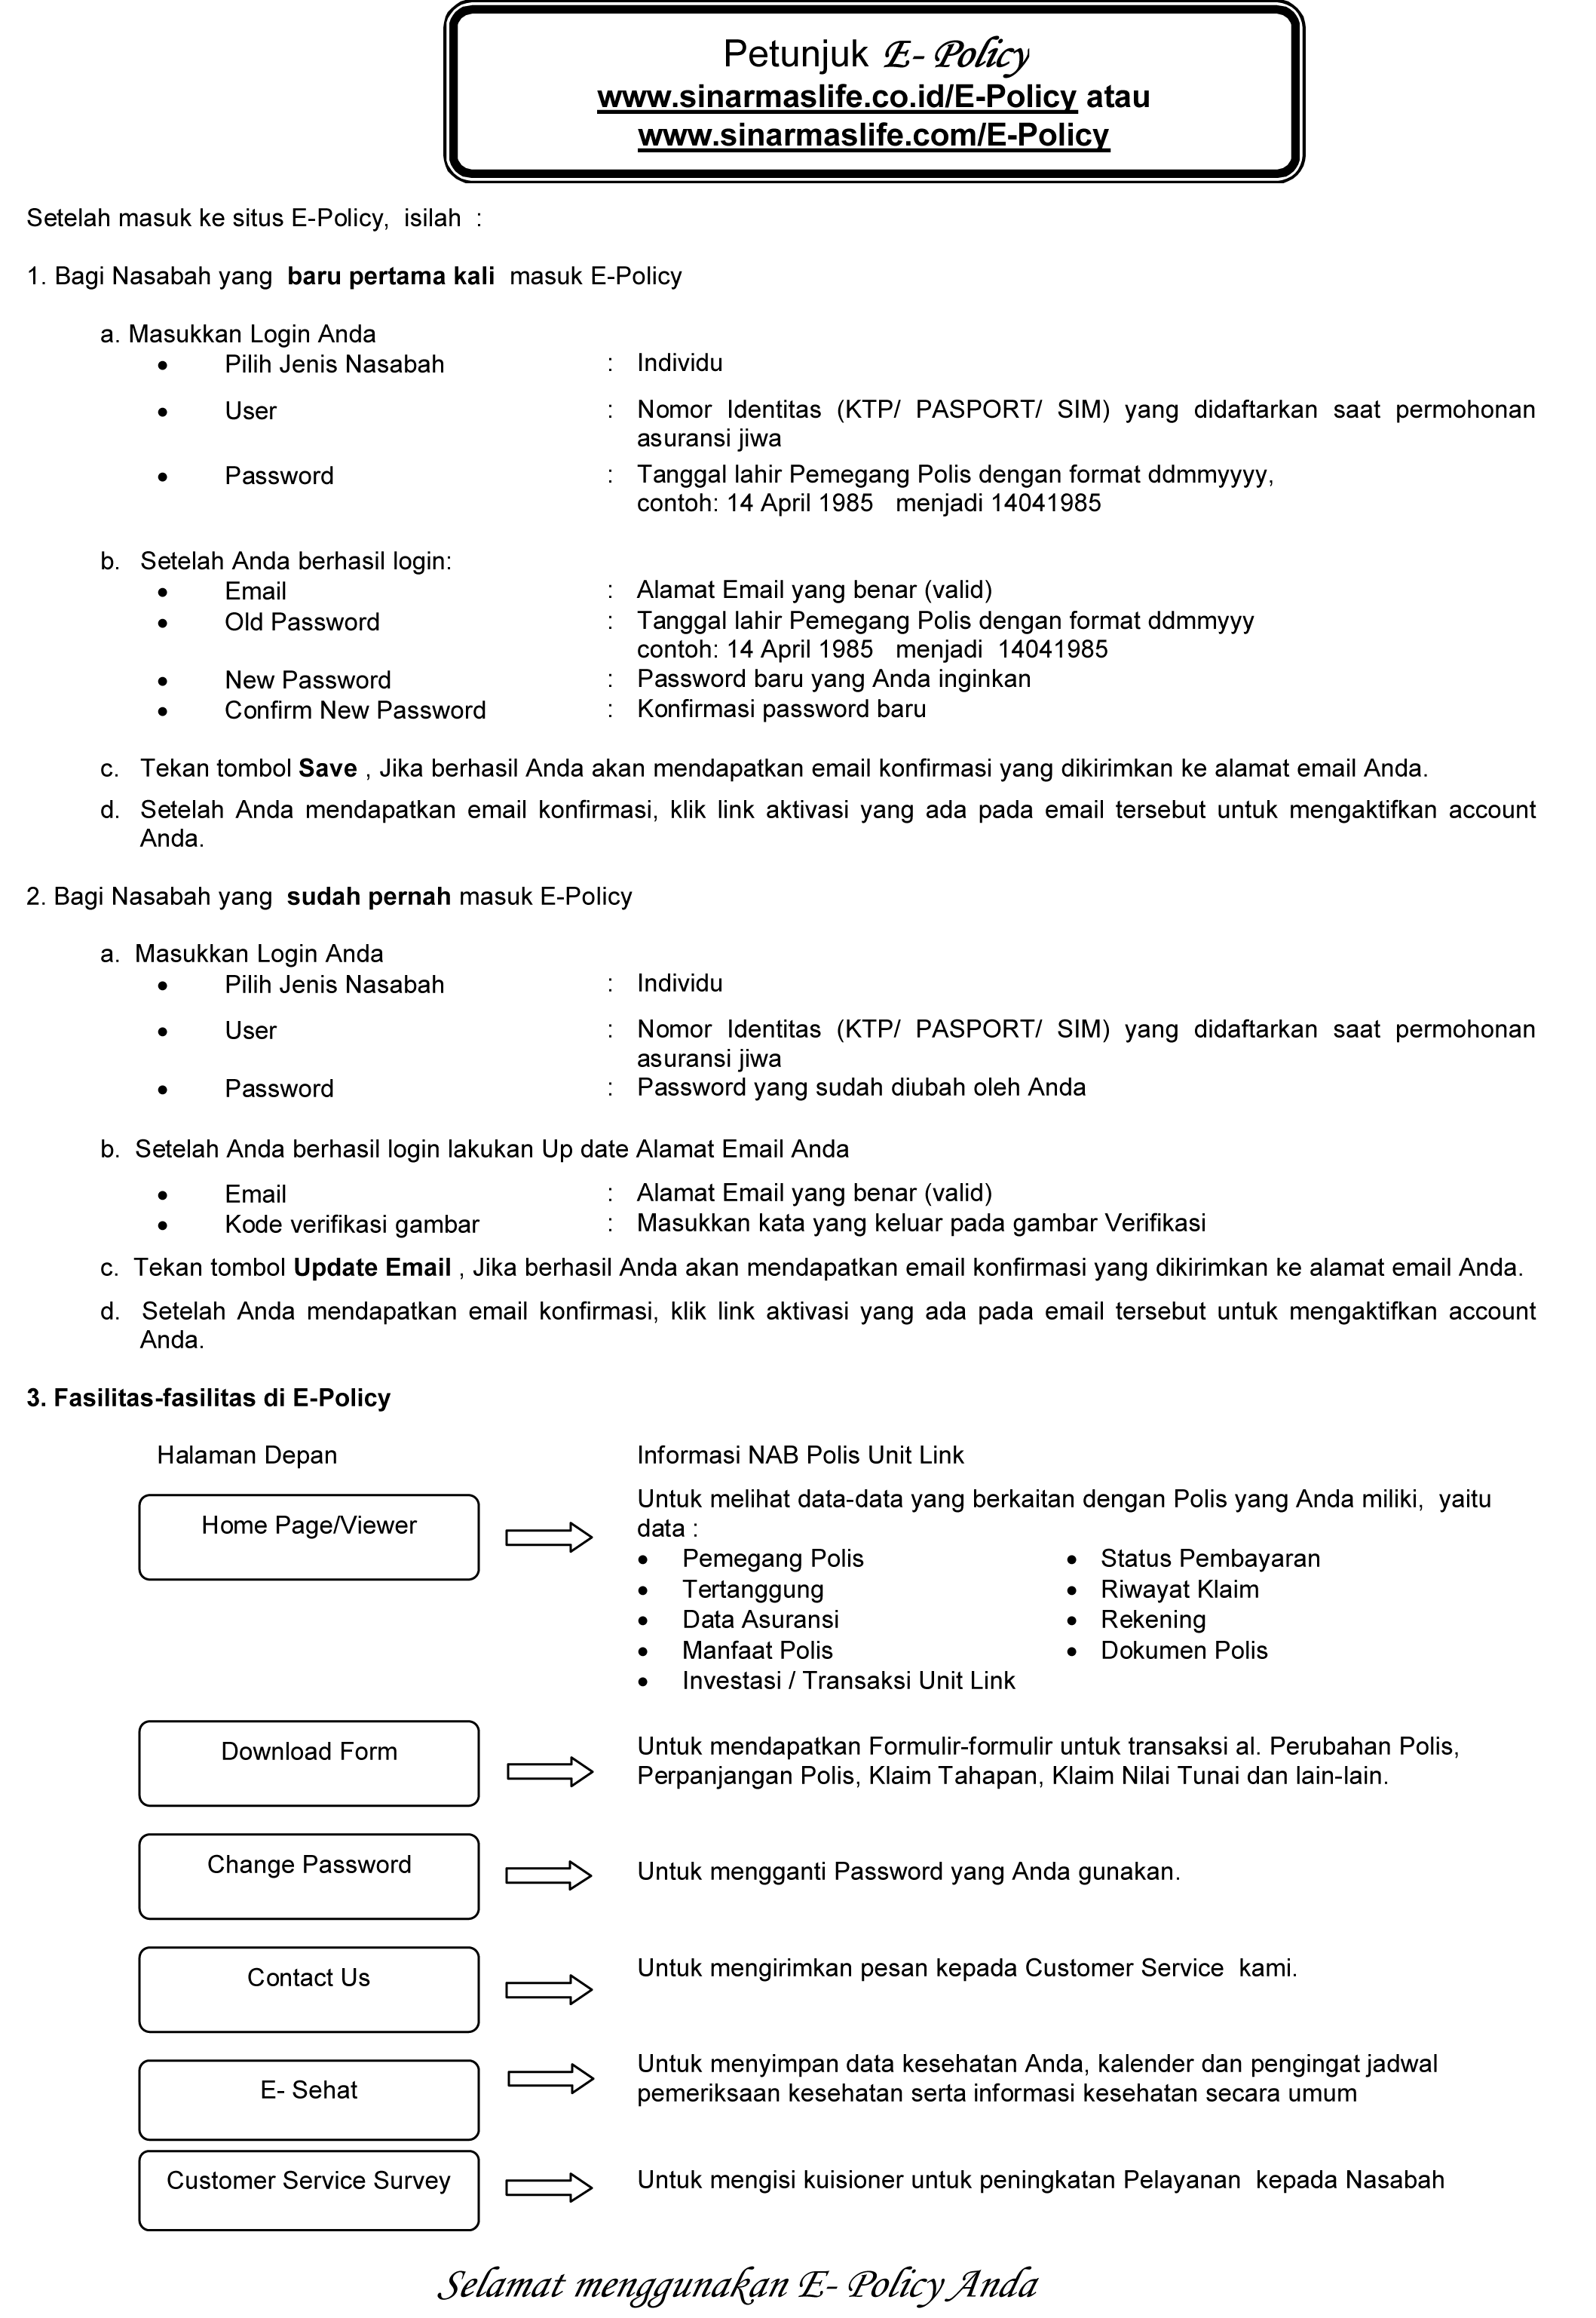 Petunjuk E- Policy
www.sinarmaslife.co.id/E-Policy atau
www.sinarmaslife.com/E-Policy
Setelah masuk ke situs E-Policy, isilah :
1. Bagi Nasabah yang baru pertama kali masuk E-Policy
a. Masukkan Login Anda
• Pilih Jenis Nasabah : Individu
• User : Nomor Identitas (KTP/ PASPORT/ SIM) yang didaftarkan saat permohonan
asuransi jiwa
• Password : Tanggal lahir Pemegang Polis dengan format ddmmyyyy,
contoh: 14 April 1985 menjadi 14041985
b. Setelah Anda berhasil login:
• Email : Alamat Email yang benar (valid)
• Old Password : Tanggal lahir Pemegang Polis dengan format ddmmyyy
contoh: 14 April 1985 menjadi 14041985
• New Password : Password baru yang Anda inginkan
• Confirm New Password : Konfirmasi password baru
c. Tekan tombol Save , Jika berhasil Anda akan mendapatkan email konfirmasi yang dikirimkan ke alamat email Anda.
d. Setelah Anda mendapatkan email konfirmasi, klik link aktivasi yang ada pada email tersebut untuk mengaktifkan account
Anda.
2. Bagi Nasabah yang sudah pernah masuk E-Policy
a. Masukkan Login Anda
• Pilih Jenis Nasabah : Individu
• User : Nomor Identitas (KTP/ PASPORT/ SIM) yang didaftarkan saat permohonan
asuransi jiwa
• Password : Password yang sudah diubah oleh Anda
b. Setelah Anda berhasil login lakukan Up date Alamat Email Anda
• Email : Alamat Email yang benar (valid)
• Kode verifikasi gambar : Masukkan kata yang keluar pada gambar Verifikasi
c. Tekan tombol Update Email , Jika berhasil Anda akan mendapatkan email konfirmasi yang dikirimkan ke alamat email Anda.
d. Setelah Anda mendapatkan email konfirmasi, klik link aktivasi yang ada pada email tersebut untuk mengaktifkan account
Anda.
3. Fasilitas-fasilitas di E-Policy
Halaman Depan Informasi NAB Polis Unit Link
Home Page/Viewer
Untuk melihat data-data yang berkaitan dengan Polis yang Anda miliki, yaitu
data :
• Pemegang Polis
• Tertanggung
• Data Asuransi
• Manfaat Polis
• Investasi / Transaksi Unit Link
• Status Pembayaran
• Riwayat Klaim
• Rekening
• Dokumen Polis
Download Form
Untuk mendapatkan Formulir-formulir untuk transaksi al. Perubahan Polis,
Perpanjangan Polis, Klaim Tahapan, Klaim Nilai Tunai dan lain-lain.
Change Password
Untuk mengganti Password yang Anda gunakan.
Contact Us
Untuk mengirimkan pesan kepada Customer Service kami.
E- Sehat
Untuk menyimpan data kesehatan Anda, kalender dan pengingat jadwal
pemeriksaan kesehatan serta informasi kesehatan secara umum
Customer Service Survey
Untuk mengisi kuisioner untuk peningkatan Pelayanan kepada Nasabah
Selamat menggunakan E- Policy Anda